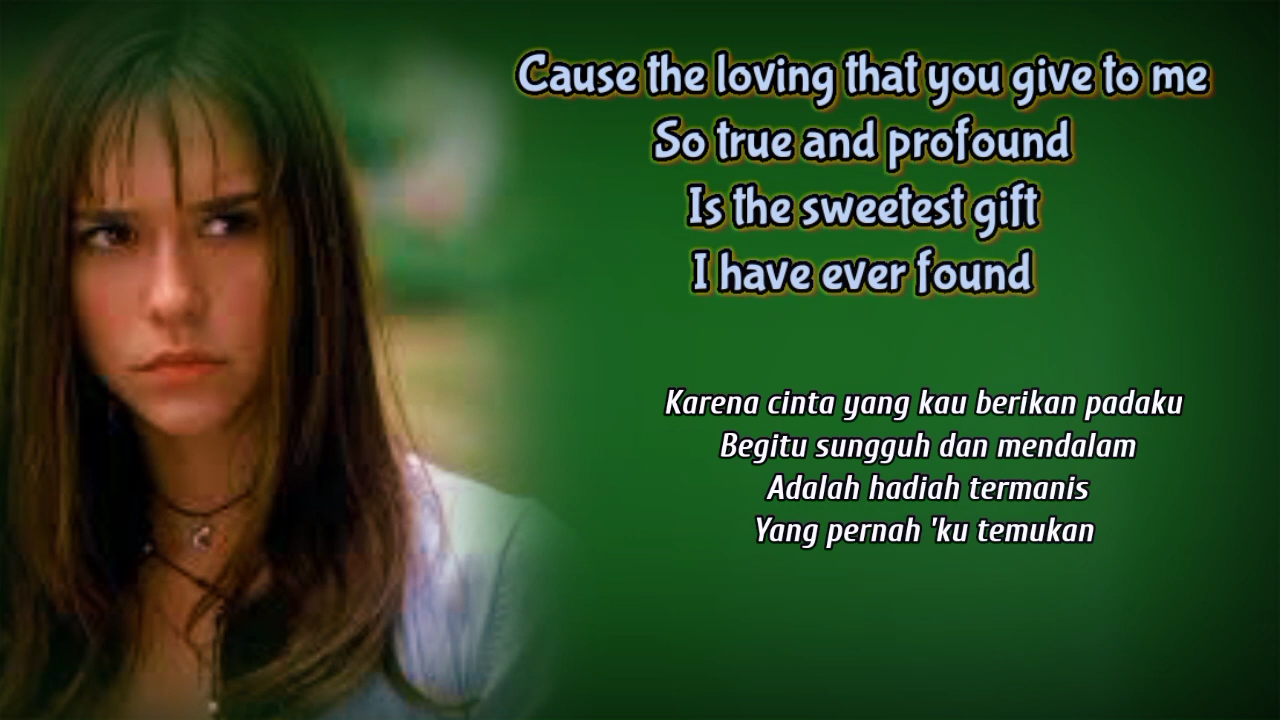 Cause the loving that you give to me
So true and profound
Is the sweetest gift
I have ever found
Karena cinta yang kau berikan padaku
Begitu sungguh dan mendalam
Adalah hadiah termanis
Yang pernah 'ku temukan